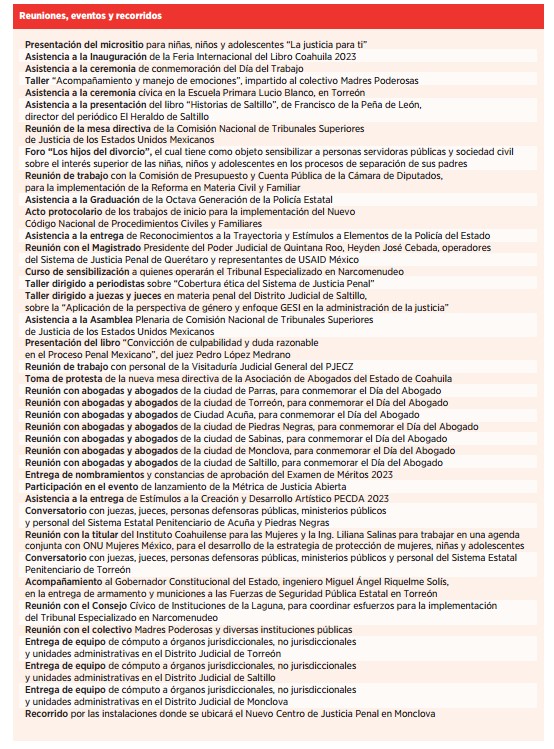 Reuniones, eventos y recorridos
Presentación del micrositio para niñas, niños y adolescentes “La justicia para ti”
Asistencia a la Inauguración de la Feria Internacional del Libro Coahuila 2023
Asistencia a la ceremonia de conmemoración del Día del Trabajo
Taller “Acompañamiento y manejo de emociones”, impartido al colectivo Madres Poderosas
Asistencia a la ceremonia cívica en la Escuela Primara Lucio Blanco, en Torreón
Asistencia a la presentación del libro “Historias de Saltillo”, de Francisco de la Peña de León,
director del periódico El Heraldo de Saltillo
Reunión de la mesa directiva de la Comisión Nacional de Tribunales Superiores
de Justicia de los Estados Unidos Mexicanos
Foro “Los hijos del divorcio”, el cual tiene como objeto sensibilizar a personas servidoras públicas y sociedad civil
sobre el interés superior de las niñas, niños y adolescentes en los procesos de separación de sus padres
Reunión de trabajo con la Comisión de Presupuesto y Cuenta Pública de la Cámara de Diputados,
para la implementación de la Reforma en Materia Civil y Familiar
Asistencia a la Graduación de la Octava Generación de la Policía Estatal
Acto protocolario de los trabajos de inicio para la implementación del Nuevo
Código Nacional de Procedimientos Civiles y Familiares
Asistencia a la entrega de Reconocimientos a la Trayectoria y Estímulos a Elementos de la Policía del Estado
Reunión con el Magistrado Presidente del Poder Judicial de Quintana Roo, Heyden José Cebada, operadores
del Sistema de Justicia Penal de Querétaro y representantes de USAID México
Curso de sensibilización a quienes operarán el Tribunal Especializado en Narcomenudeo
Taller dirigido a periodistas sobre “Cobertura ética del Sistema de Justicia Penal”
Taller dirigido a juezas y jueces en materia penal del Distrito Judicial de Saltillo,
sobre la “Aplicación de la perspectiva de género y enfoque GESI en la administración de la justicia”
Asistencia a la Asamblea Plenaria de Comisión Nacional de Tribunales Superiores
de Justicia de los Estados Unidos Mexicanos
Presentación del libro “Convicción de culpabilidad y duda razonable
en el Proceso Penal Mexicano”, del juez Pedro López Medrano
Reunión de trabajo con personal de la Visitaduría Judicial General del PJECZ
Toma de protesta de la nueva mesa directiva de la Asociación de Abogados del Estado de Coahuila
Reunión con abogadas y abogados de la ciudad de Parras, para conmemorar el Día del Abogado
Reunión con abogadas y abogados de la ciudad de Torreón, para conmemorar el Día del Abogado
Reunión con abogadas y abogados de Ciudad Acuña, para conmemorar el Día del Abogado
Reunión con abogadas y abogados de la ciudad de Piedras Negras, para conmemorar el Día del Abogado
Reunión con abogadas y abogados de la ciudad de Sabinas, para conmemorar el Día del Abogado
Reunión con abogadas y abogados de la ciudad de Monclova, para conmemorar el Día del Abogado
Reunión con abogadas y abogados de la ciudad de Saltillo, para conmemorar el Día del Abogado
Entrega de nombramientos y constancias de aprobación del Examen de Méritos 2023
Participación en el evento de lanzamiento de la Métrica de Justicia Abierta
Asistencia a la entrega de Estímulos a la Creación y Desarrollo Artístico PECDA 2023
Conversatorio con juezas, jueces, personas defensoras públicas, ministerios públicos
y personal del Sistema Estatal Penitenciario de Acuña y Piedras Negras
Reunión con la titular del Instituto Coahuilense para las Mujeres y la Ing. Liliana Salinas para trabajar en una agenda
conjunta con ONU Mujeres México, para el desarrollo de la estrategia de protección de mujeres, niñas y adolescentes
Conversatorio con juezas, jueces, personas defensoras públicas, ministerios públicos y personal del Sistema Estatal
Penitenciario de Torreón
Acompañamiento al Gobernador Constitucional del Estado, ingeniero Miguel Ángel Riquelme Solís,
en la entrega de armamento y municiones a las Fuerzas de Seguridad Pública Estatal en Torreón
Reunión con el Consejo Cívico de Instituciones de la Laguna, para coordinar esfuerzos para la implementación
del Tribunal Especializado en Narcomenudeo
Reunión con el colectivo Madres Poderosas y diversas instituciones públicas
Entrega de equipo de cómputo a órganos jurisdiccionales, no jurisdiccionales
y unidades administrativas en el Distrito Judicial de Torreón
Entrega de equipo de cómputo a órganos jurisdiccionales, no jurisdiccionales
y unidades administrativas en el Distrito Judicial de Saltillo
Entrega de equipo de cómputo a órganos jurisdiccionales, no jurisdiccionales
y unidades administrativas en el Distrito Judicial de Monclova
Recorrido por las instalaciones donde se ubicará el Nuevo Centro de Justicia Penal en Monclova